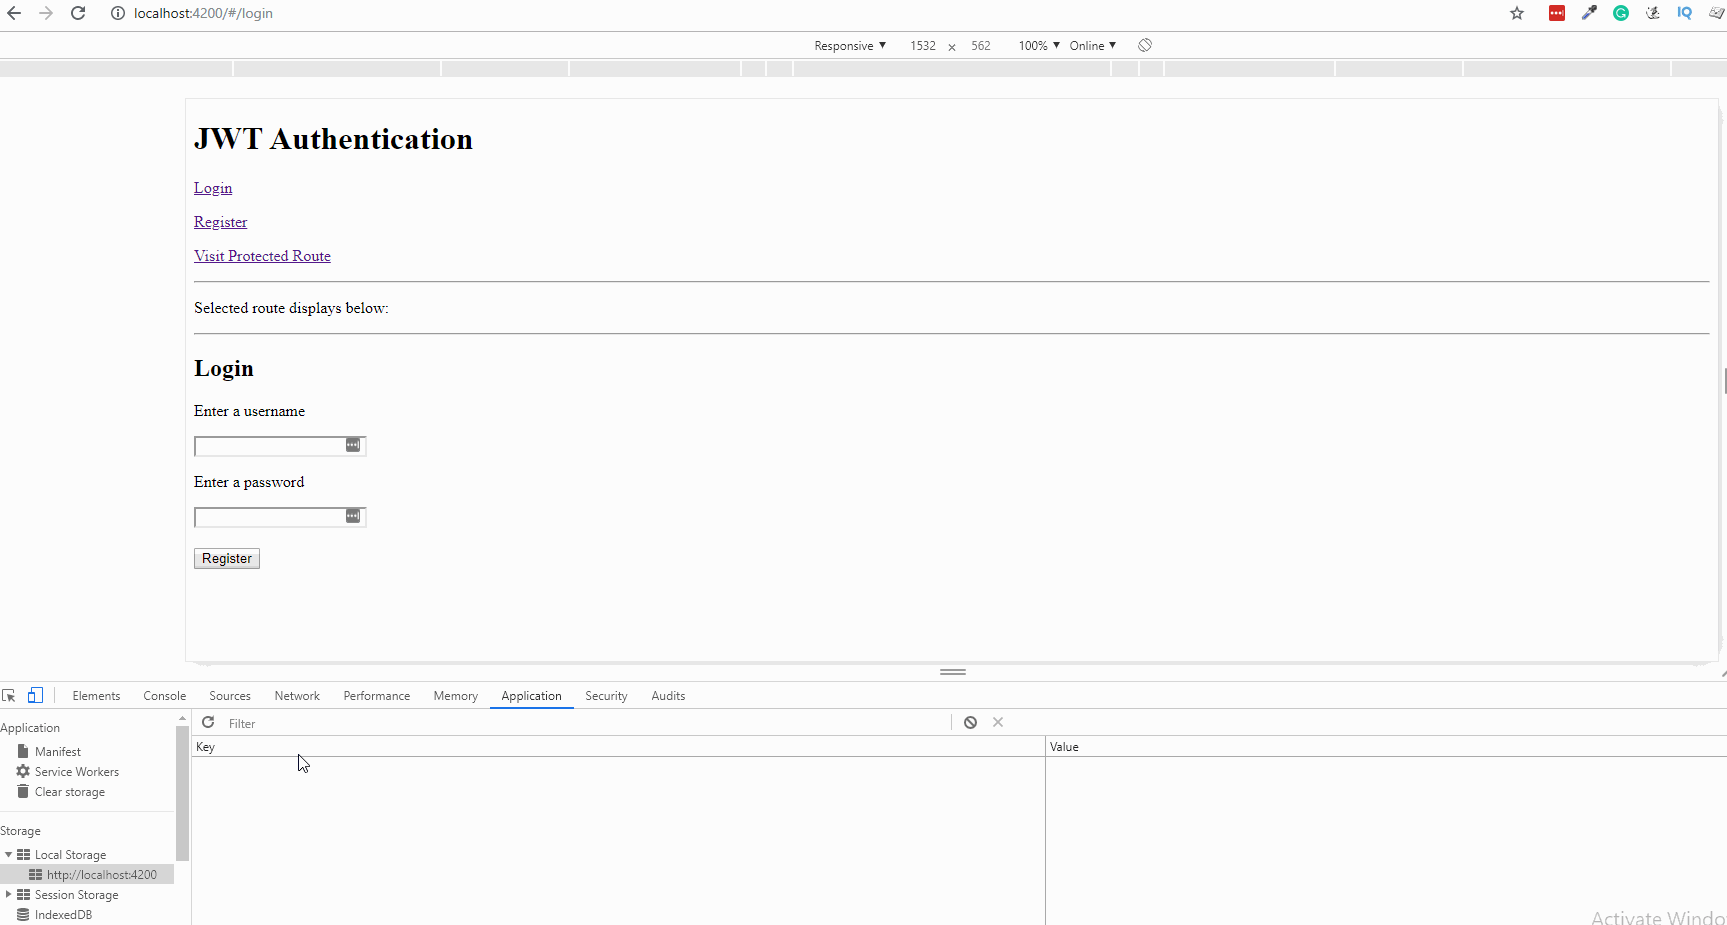 localhost:4200/#/login
IQ
Responsive ▼ 1532 × 562 100% ▼ Online ▼
JWT Authentication
Login
Register
Visit Protected Route
Selected route displays below:
Login
Enter a username
Enter a password
Register
Elements Console Sources Network Performance Memory Application Security Audits
Application
Filter
Key Value
Manifest
Service Workers
Clear storage
Storage
Local Storage
http://localhost:4200
Session Storage
IndexedDB
Activate Windo